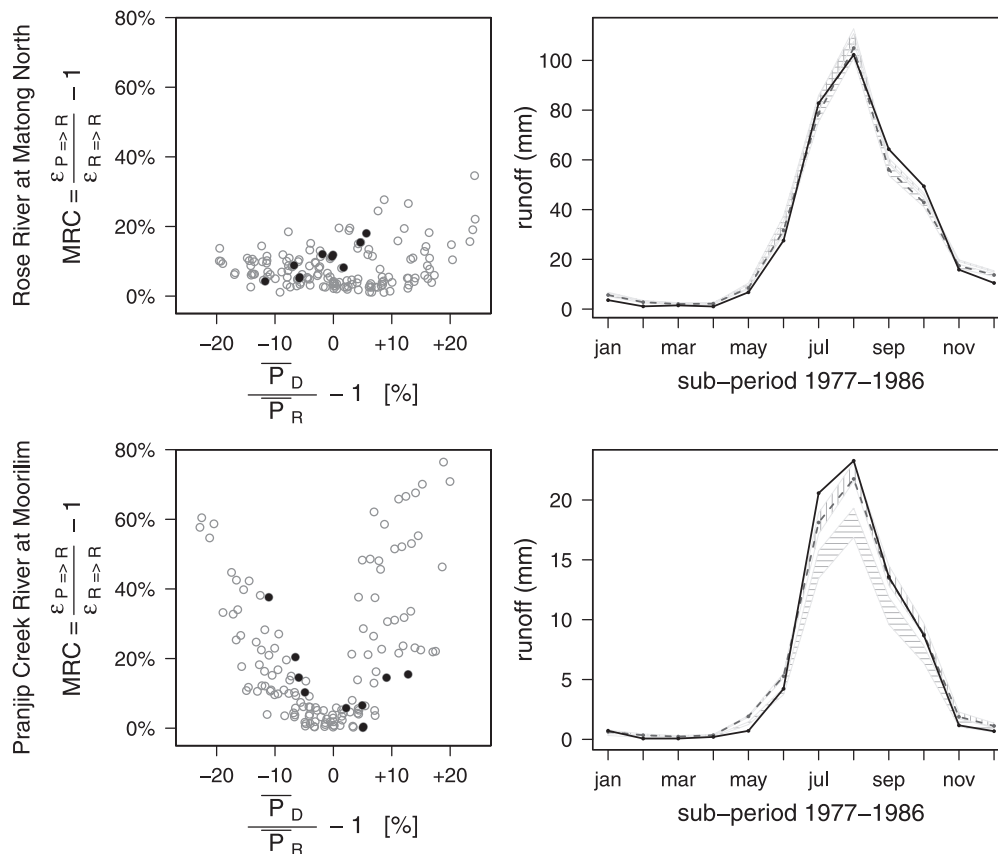 Rose River at Matong North
MRC = ε P => R / ε R => R − 1
80%
60%
40%
20%
0%
−20 −10 0 +10 +20
P D / P R − 1 [%]
runoff (mm)
100
80
60
40
20
0
jan mar may jul sep nov
sub−period 1977−1986
Pranjip Creek River at Moorilim
MRC = ε P => R / ε R => R − 1
80%
60%
40%
20%
0%
−20 −10 0 +10 +20
P D / P R − 1 [%]
runoff (mm)
20
15
10
5
0
jan mar may jul sep nov
sub−period 1977−1986